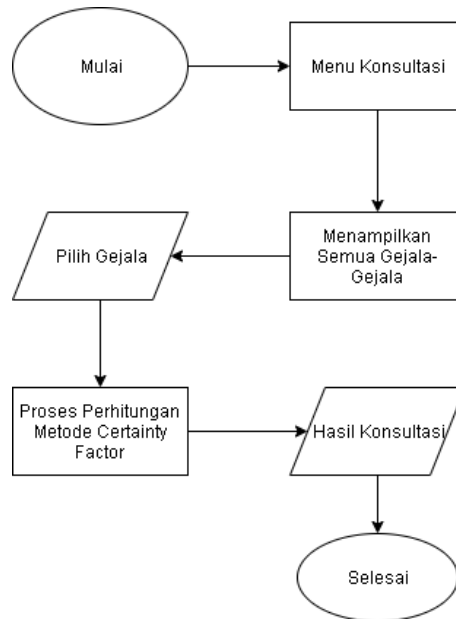 Mulai
Menu Konsultasi
Menampilkan
Semua Gejala-
Gejala
Pilih Gejala
Proses Perhitungan
Metode Certainty
Factor
Hasil Konsultasi
Selesai